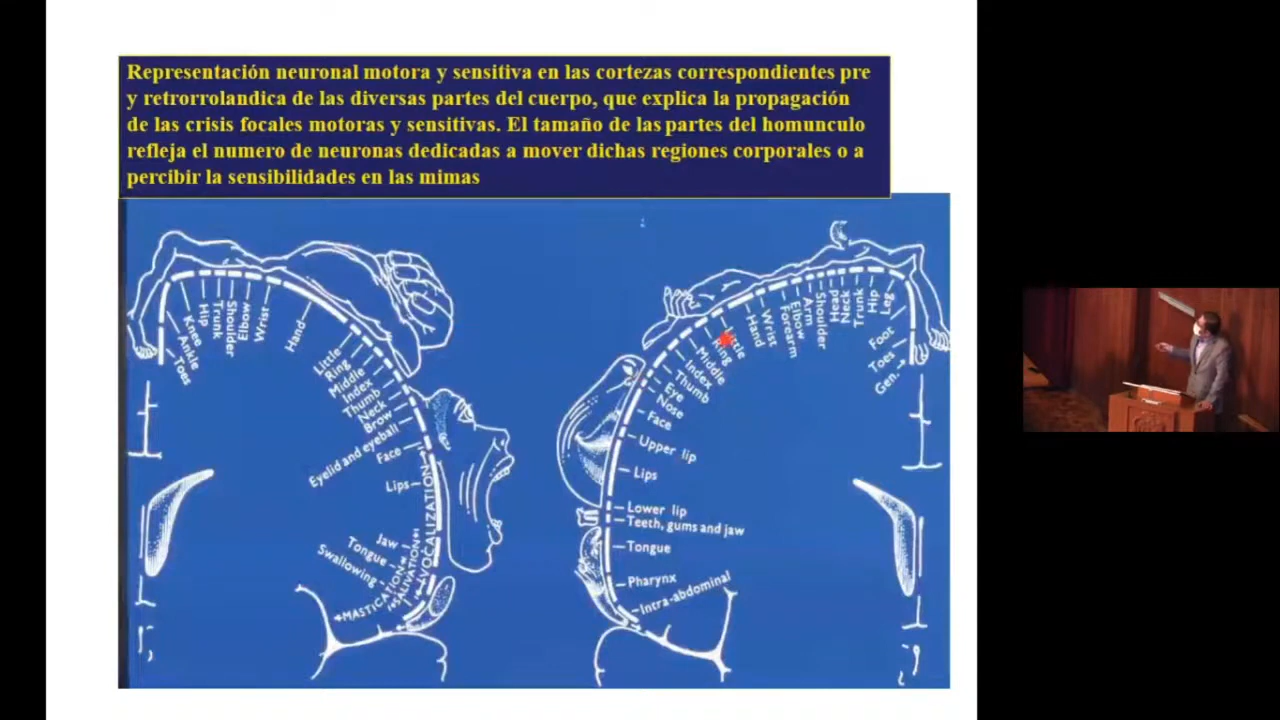 Representación neuronal motora y sensitiva en las cortezas correspondientes pre
y retrorrolandica de las diversas partes del cuerpo, que explica la propagación
de las crisis focales motoras y sensitivas. El tamaño de las partes del homunculo
refleja el numero de neuronas dedicadas a mover dichas regiones corporales o a
percibir la sensibilidades en las mimas
Toes
Ankle
Knee
Hip
Trunk
Shoulder
Elbow
Wrist
Hand
Little
Ring
Middle
Index
Thumb
Neck
Brow
Eyelid and eyeball
Face
Lips
VOCALIZATION
Jaw
Tongue
Swallowing
SALIVATION
MASTICATION
Gen.
Toes
Foot
Leg
Hip
Trunk
Neck
Head
Shoulder
Arm
Elbow
Forearm
Wrist
Hand
Little
Ring
Middle
Index
Thumb
Eye
Nose
Face
Upper lip
Lips
Lower lip
Teeth, gums and jaw
Tongue
Pharynx
Intra-abdominal